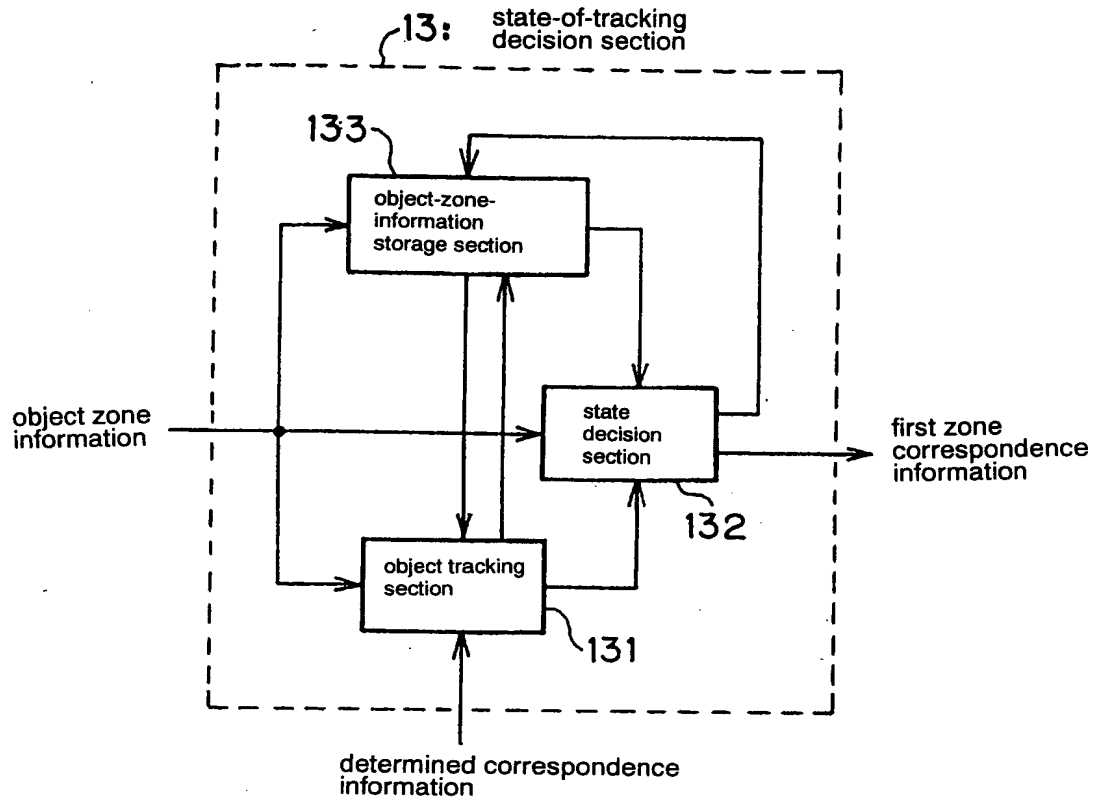 13:
state-of-tracking
decision section
133
object-zone-
information
storage section
object zone
information
state
decision
section
first zone
correspondence
information
132
object tracking
section
131
determined correspondence
information